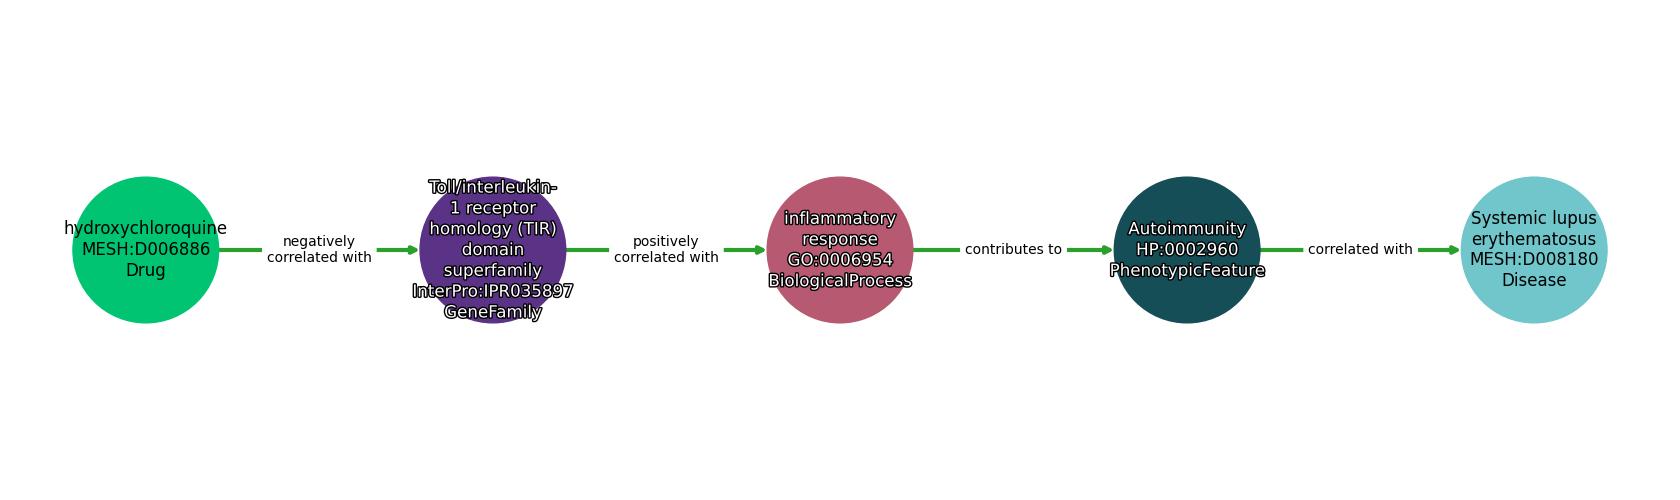 hydroxychloroquine
MESH:D006886
Drug
negatively
correlated with
Toll/interleukin-
1 receptor
homology (TIR)
domain
superfamily
InterPro:IPR035897
GeneFamily
positively
correlated with
inflammatory
response
GO:0006954
BiologicalProcess
contributes to
Autoimmunity
HP:0002960
PhenotypicFeature
correlated with
Systemic lupus
erythematosus
MESH:D008180
Disease